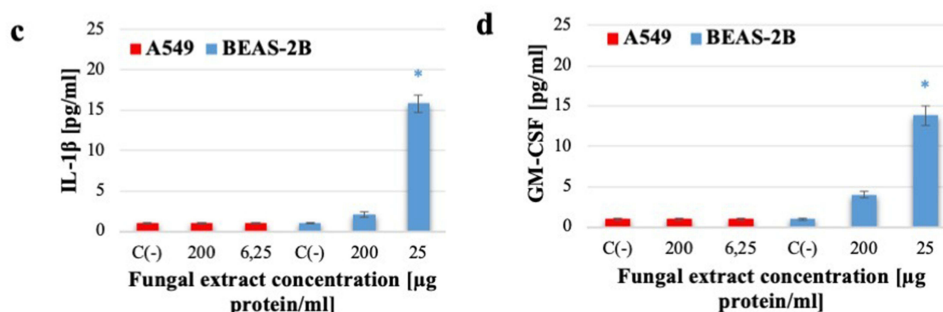 c
25
A549 BEAS-2B
20
*
15
10
5
0
IL-1β [pg/ml]
C(-) 200 6,25 C(-) 200 25
Fungal extract concentration [µg
protein/ml]
d
25
A549 BEAS-2B
20
*
15
10
5
0
GM-CSF [pg/ml]
C(-) 200 6,25 C(-) 200 25
Fungal extract concentration [µg
protein/ml]